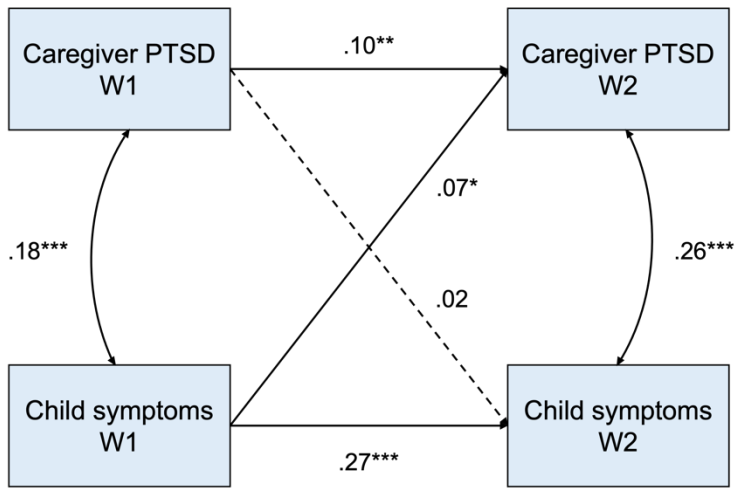 Caregiver PTSD
W1
.10**
Caregiver PTSD
W2
.07*
.18***
.26***
.02
Child symptoms
W1
.27***
Child symptoms
W2